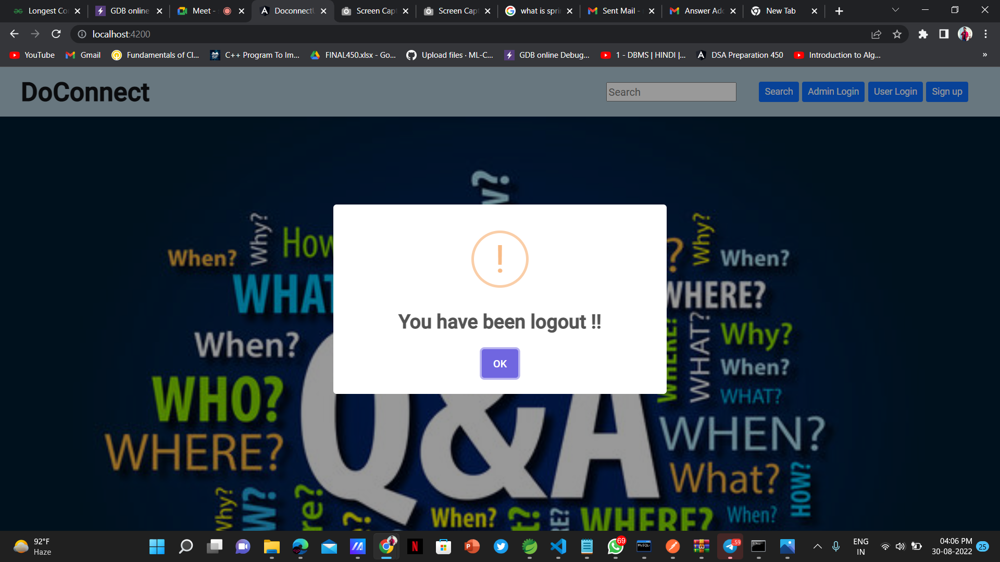 Longest Co
GDB online
Meet -
Doconnect
Screen Cap
Screen Cap
what is spri
Sent Mail -
Answer Ad
New Tab
localhost:4200
YouTube
Gmail
Fundamentals of Cl...
C++ Program To Im...
FINAL450.xlsx - Go...
Upload files · ML-C...
GDB online Debug...
1 - DBMS | HINDI |...
DSA Preparation 450
Introduction to Alg...
»
DoConnect
Search
Search
Admin Login
User Login
Sign up
Why?
How
When?
WHAT
When?
WHO?
WHERE?
Why?
When?
WHERE?
WHAT?
Why?
When?
WHERE?
WHAT?
WHEN?
What?
HOW?
Q&A
!
You have been logout !!
OK
Why?
When?
WHERE?
When?
92°F
Haze
69
MySQL
..59
ENG
IN
04:06 PM
30-08-2022
25